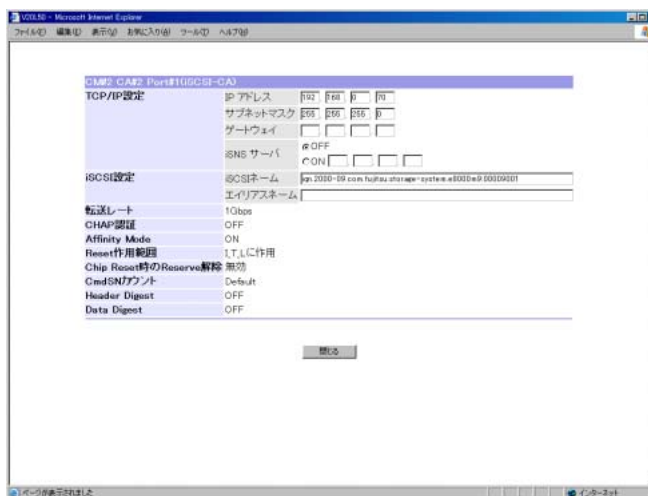 V20L50 - Microsoft Internet Explorer
ファイル(F) 編集(E) 表示(V) お気に入り(A) ツール(T) ヘルプ(H)
CM#2 CA#2 Port#1(iSCSI-CA)
TCP/IP設定 IP アドレス 192 168 0 70
サブネットマスク 255 255 255 0
ゲートウェイ
iSNS サーバ OFF
ON
iSCSI設定 iSCSIネーム iqn.2000-09.com.fujitsu:storage-system.e8000m9:00009001
エイリアスネーム
転送レート 1Gbps
CHAP認証 OFF
Affinity Mode ON
Reset作用範囲 I,T,Lに作用
Chip Reset時のReserve解除 無効
CmdSNカウント Default
Header Digest OFF
Data Digest OFF
閉じる
ページが表示されました インターネット